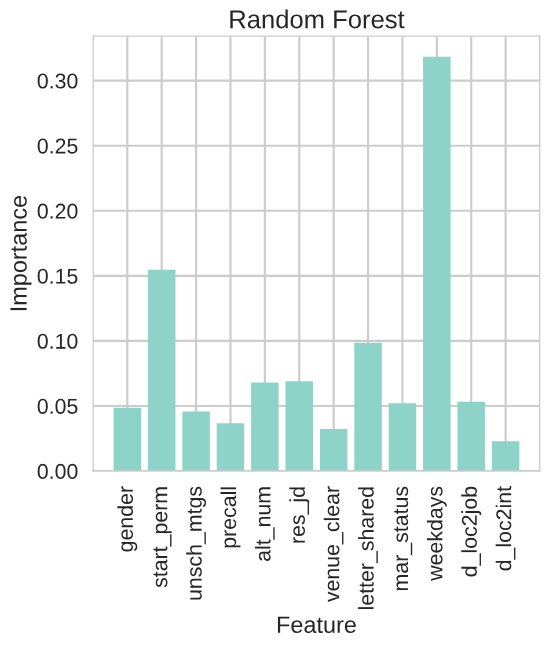 Random Forest
Importance
0.30
0.25
0.20
0.15
0.10
0.05
0.00
gender
start_perm
unsch_mtgs
precall
alt_num
res_jd
venue_clear
letter_shared
mar_status
weekdays
d_loc2job
d_loc2int
Feature